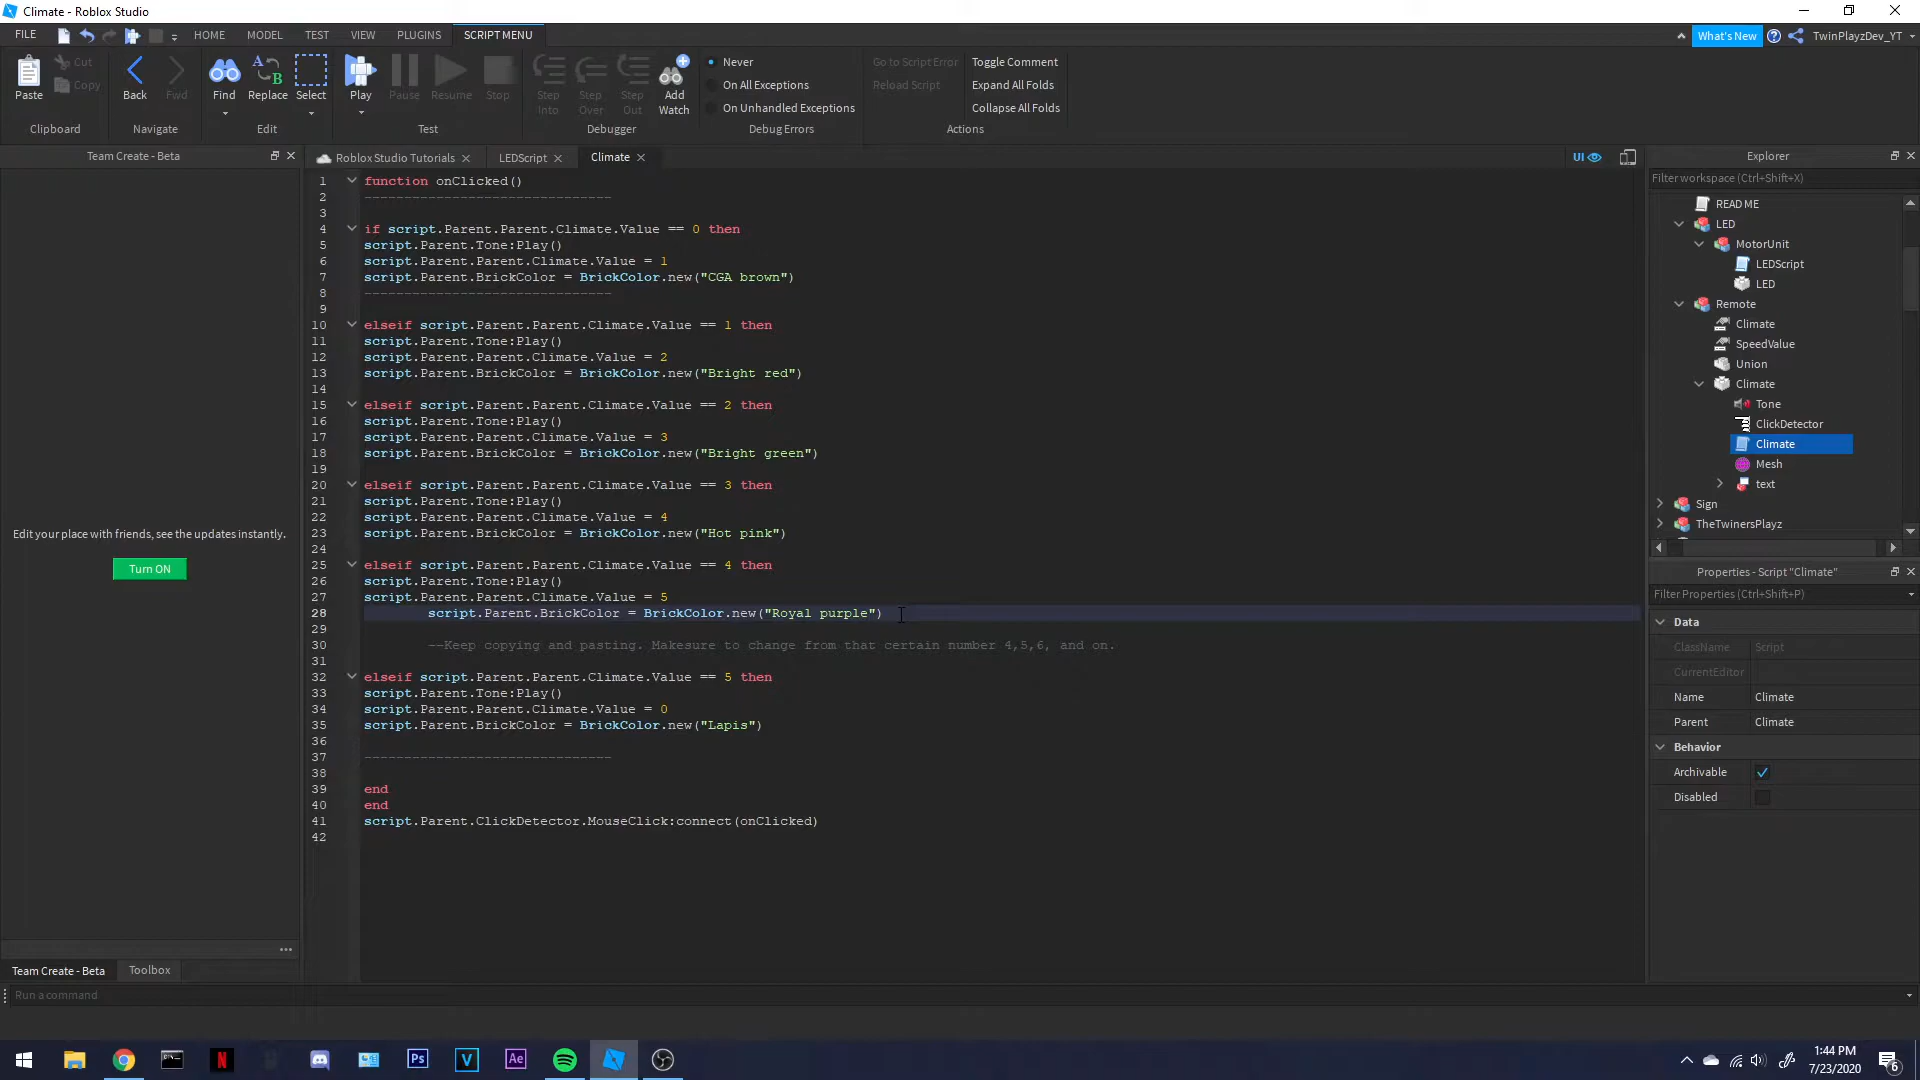 Climate - Roblox Studio
FILE HOME MODEL TEST VIEW PLUGINS SCRIPT MENU What's New TwinPlayzDev_YT
Paste Cut Copy Back Fwd Find Replace Select Play Pause Resume Stop Step Into Step Over Step Out Add Watch
Never
On All Exceptions
On Unhandled Exceptions
Go to Script Error
Reload Script
Toggle Comment
Expand All Folds
Collapse All Folds
Clipboard Navigate Edit Test Debugger Debug Errors Actions
Team Create - Beta
Edit your place with friends, see the updates instantly.
Turn ON
Team Create - Beta Toolbox
Roblox Studio Tutorials LEDScript Climate UI
1 function onClicked()
2 -------------------------------
3
4 if script.Parent.Parent.Climate.Value == 0 then
5 script.Parent.Tone:Play()
6 script.Parent.Parent.Climate.Value = 1
7 script.Parent.BrickColor = BrickColor.new("CGA brown")
8 -------------------------------
9
10 elseif script.Parent.Parent.Climate.Value == 1 then
11 script.Parent.Tone:Play()
12 script.Parent.Parent.Climate.Value = 2
13 script.Parent.BrickColor = BrickColor.new("Bright red")
14
15 elseif script.Parent.Parent.Climate.Value == 2 then
16 script.Parent.Tone:Play()
17 script.Parent.Parent.Climate.Value = 3
18 script.Parent.BrickColor = BrickColor.new("Bright green")
19
20 elseif script.Parent.Parent.Climate.Value == 3 then
21 script.Parent.Tone:Play()
22 script.Parent.Parent.Climate.Value = 4
23 script.Parent.BrickColor = BrickColor.new("Hot pink")
24
25 elseif script.Parent.Parent.Climate.Value == 4 then
26 script.Parent.Tone:Play()
27 script.Parent.Parent.Climate.Value = 5
28 script.Parent.BrickColor = BrickColor.new("Royal purple")
29
30 --Keep copying and pasting. Makesure to change from that certain number 4,5,6, and on.
31
32 elseif script.Parent.Parent.Climate.Value == 5 then
33 script.Parent.Tone:Play()
34 script.Parent.Parent.Climate.Value = 0
35 script.Parent.BrickColor = BrickColor.new("Lapis")
36
37 -------------------------------
38
39 end
40 end
41 script.Parent.ClickDetector.MouseClick:connect(onClicked)
42
Explorer
Filter workspace (Ctrl+Shift+X)
READ ME
LED
MotorUnit
LEDScript
LED
Remote
Climate
SpeedValue
Union
Climate
Tone
ClickDetector
Climate
Mesh
text
Sign
TheTwinersPlayz
Properties - Script "Climate"
Filter Properties (Ctrl+Shift+P)
Data
ClassName Script
CurrentEditor
Name Climate
Parent Climate
Behavior
Archivable
Disabled
Run a command
N Ps V Ae
1:44 PM
7/23/2020
6